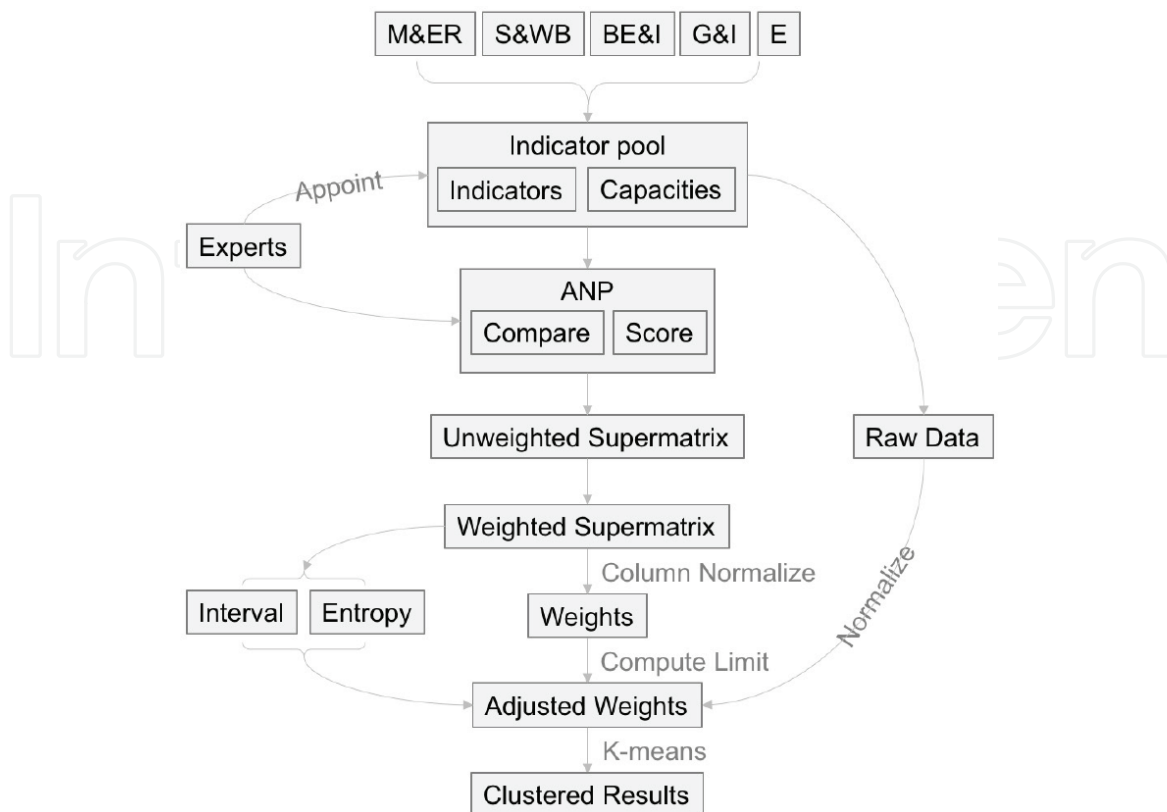 M&ER S&WB BE&I G&I E
Indicator pool
Indicators Capacities
Appoint
Experts
ANP
Compare Score
Unweighted Supermatrix
Raw Data
Weighted Supermatrix
Column Normalize
Normalize
Interval Entropy
Weights
Compute Limit
Adjusted Weights
K-means
Clustered Results